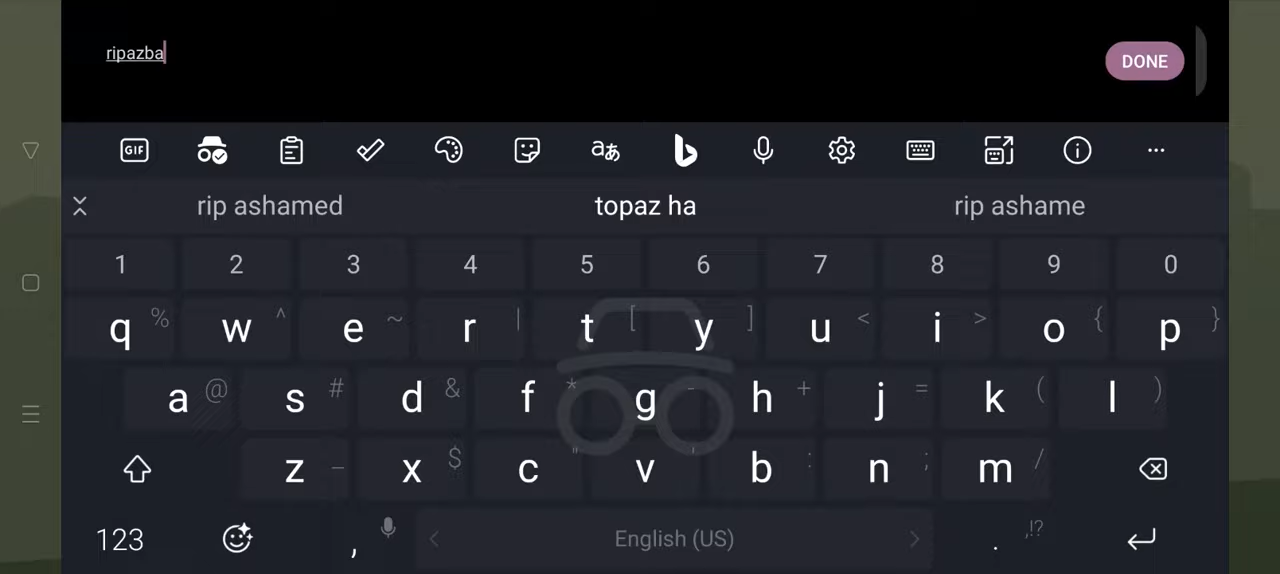 ripazba
DONE
GIF
rip ashamed topaz ha rip ashame
1 2 3 4 5 6 7 8 9 0
q % w ^ e ~ r | t [ y ] u < i > o { p }
a @ s # d & f * g - h + j = k ( l )
z _ x $ c " v ' b : n ; m /
123 , < English (US) > . ,!?